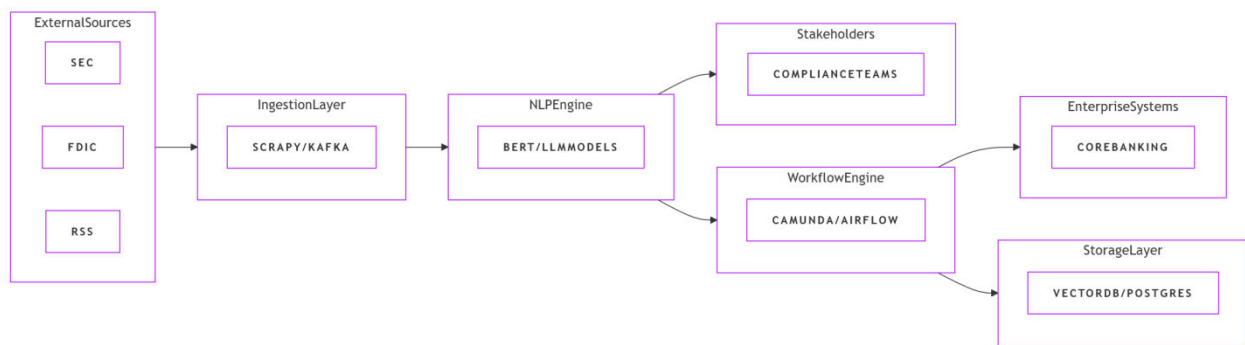 ExternalSources
SEC
FDIC
RSS
IngestionLayer
SCRAPY/KAFKA
NLPEngine
BERT/LLMMODELS
Stakeholders
COMPLIANCETEAMS
WorkflowEngine
CAMUNDA/AIRFLOW
EnterpriseSystems
COREBANKING
StorageLayer
VECTORDB/POSTGRES